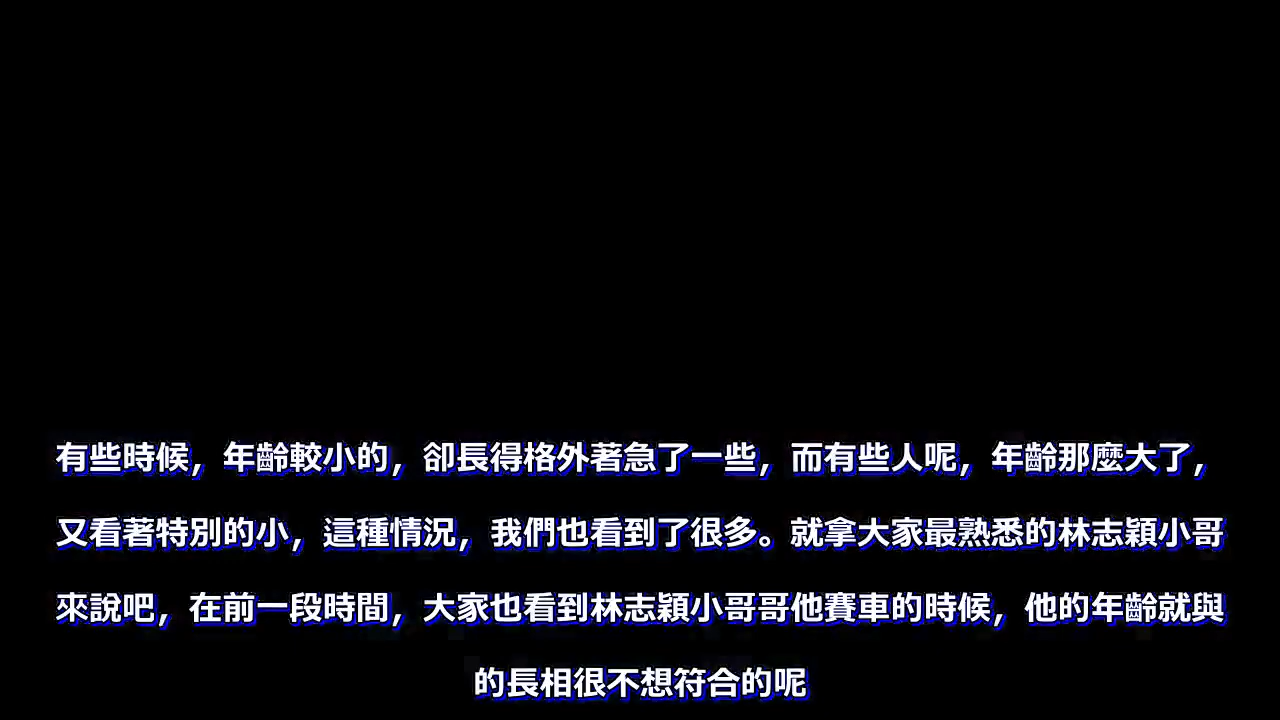 有些時候，年齡較小的，卻長得格外著急了一些，而有些人呢，年齡那麼大了，
又看著特別的小，這種情況，我們也看到了很多。就拿大家最熟悉的林志穎小哥
來說吧，在前一段時間，大家也看到林志穎小哥哥他賽車的時候，他的年齡就與
的長相很不想符合的呢